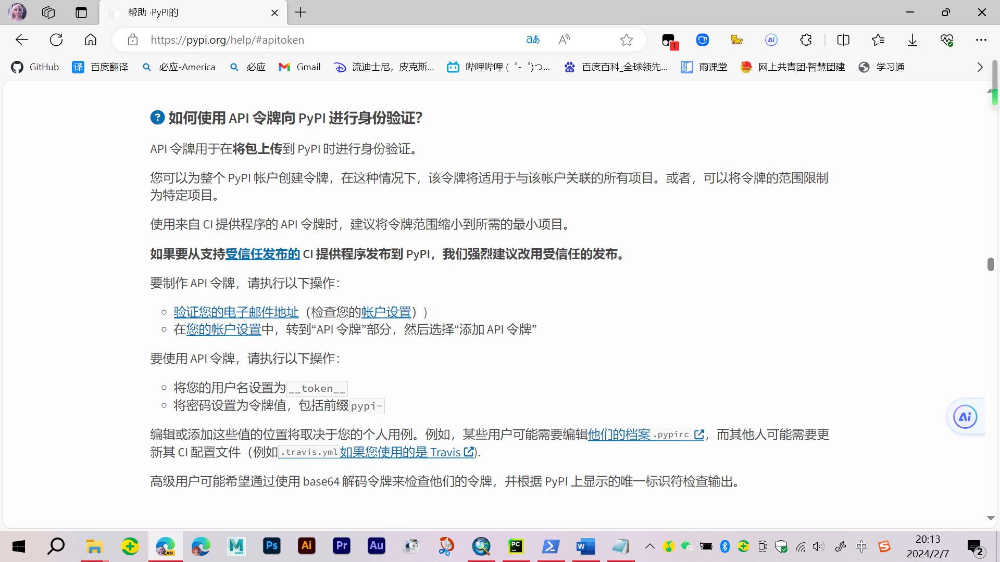 帮助 ·PyPI的
https://pypi.org/help/#apitoken
1
GitHub
百度翻译
必应-America
必应
Gmail
流迪士尼，皮克斯...
哔哩哔哩 (゜-゜)つ...
百度百科_全球领先...
雨课堂
网上共青团·智慧团建
学习通
如何使用 API 令牌向 PyPI 进行身份验证？
API 令牌用于在将包上传到 PyPI 时进行身份验证。
您可以为整个 PyPI 帐户创建令牌，在这种情况下，该令牌将适用于与该帐户关联的所有项目。或者，可以将令牌的范围限制
为特定项目。
使用来自 CI 提供程序的 API 令牌时，建议将令牌范围缩小到所需的最小项目。
如果要从支持受信任发布的 CI 提供程序发布到 PyPI，我们强烈建议改用受信任的发布。
要制作 API 令牌，请执行以下操作：
验证您的电子邮件地址（检查您的帐户设置））
在您的帐户设置中，转到“API 令牌”部分，然后选择“添加 API 令牌”
要使用 API 令牌，请执行以下操作：
将您的用户名设置为__token__
将密码设置为令牌值，包括前缀pypi-
编辑或添加这些值的位置将取决于您的个人用例。例如，某些用户可能需要编辑他们的档案.pypirc，而其他人可能需要更
新其 CI 配置文件（例如.travis.yml如果您使用的是 Travis).
高级用户可能希望通过使用 base64 解码令牌来检查他们的令牌，并根据 PyPI 上显示的唯一标识符检查输出。
Ai
20:13
2024/2/7
2